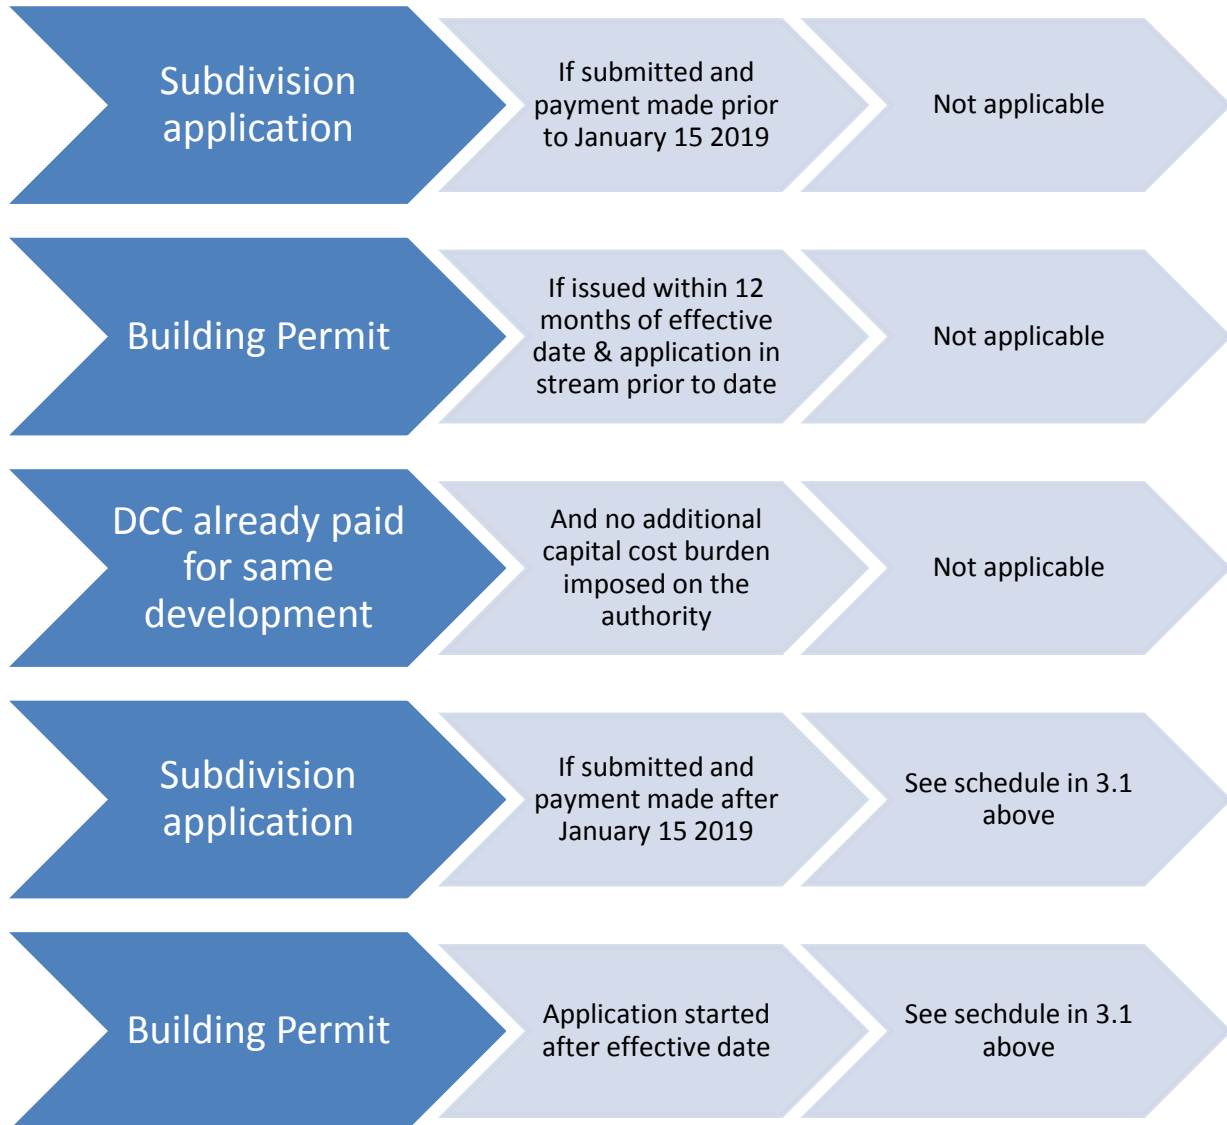 Subdivision
application
If submitted and
payment made prior
to January 15 2019
Not applicable
Building Permit
If issued within 12
months of effective
date & application in
stream prior to date
Not applicable
DCC already paid
for same
development
And no additional
capital cost burden
imposed on the
authority
Not applicable
Subdivision
application
If submitted and
payment made after
January 15 2019
See schedule in 3.1
above
Building Permit
Application started
after effective date
See sechdule in 3.1
above